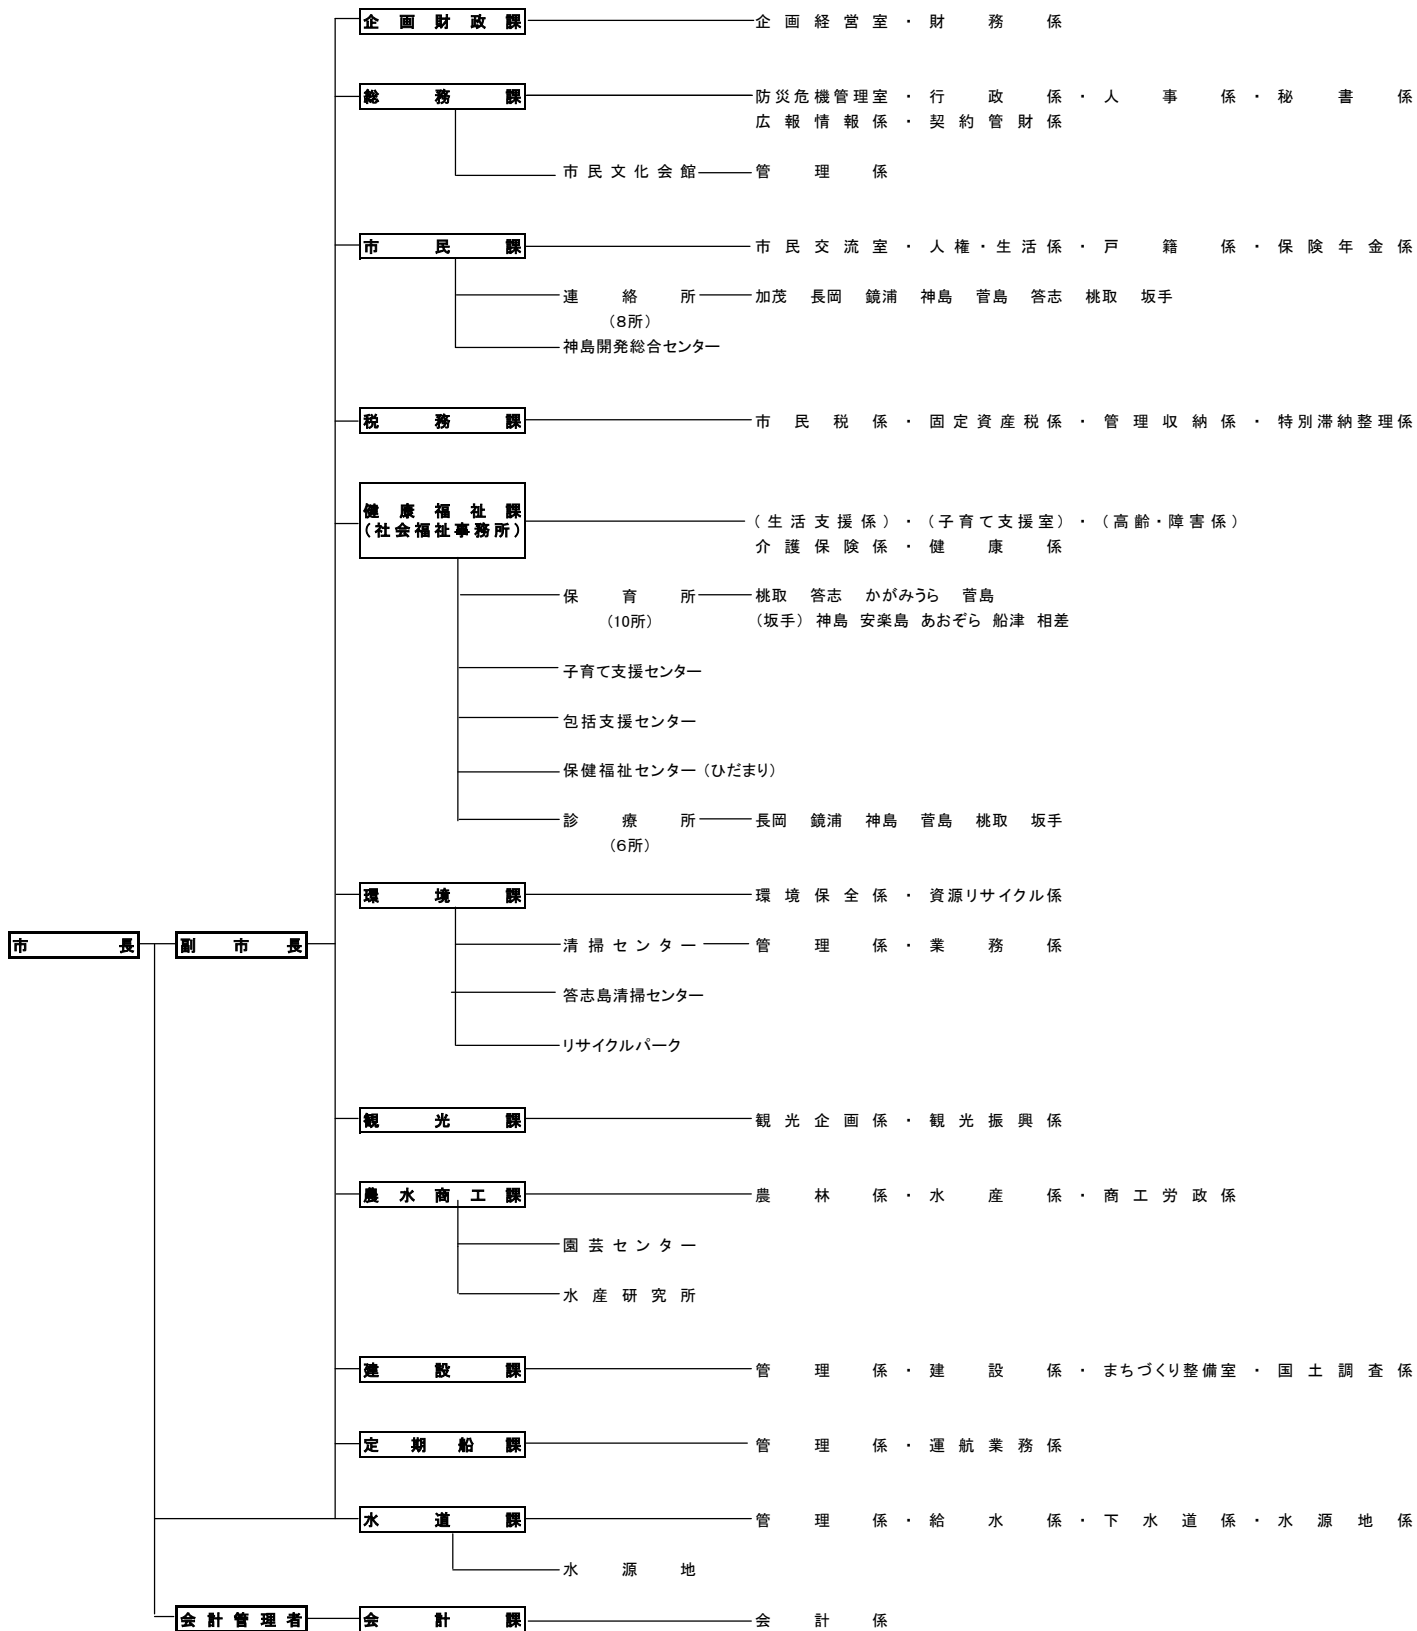 企画財政課 企画経営室・財務係
総務課 防災危機管理室・行政係・人事係・秘書係
広報情報係・契約管財係
市民文化会館 管理係
市民課 市民交流室・人権・生活係・戸籍係・保険年金係
連絡所 加茂 長岡 鏡浦 神島 菅島 答志 桃取 坂手
（8所）
神島開発総合センター
税務課 市民税係・固定資産税係・管理収納係・特別滞納整理係
健康福祉課
（社会福祉事務所） （生活支援係）・（子育て支援室）・（高齢・障害係）
介護保険係・健康係
保育所 桃取 答志 かがみうら 菅島
（10所） （坂手） 神島 安楽島 あおぞら 船津 相差
子育て支援センター
包括支援センター
保健福祉センター（ひだまり）
診療所 長岡 鏡浦 神島 菅島 桃取 坂手
（6所）
環境課 環境保全係・資源リサイクル係
市長 副市長 清掃センター 管理係・業務係
答志島清掃センター
リサイクルパーク
観光課 観光企画係・観光振興係
農水商工課 農林係・水産係・商工労政係
園芸センター
水産研究所
建設課 管理係・建設係・まちづくり整備室・国土調査係
定期船課 管理係・運航業務係
水道課 管理係・給水係・下水道係・水源地係
水源地
会計管理者 会計課 会計係